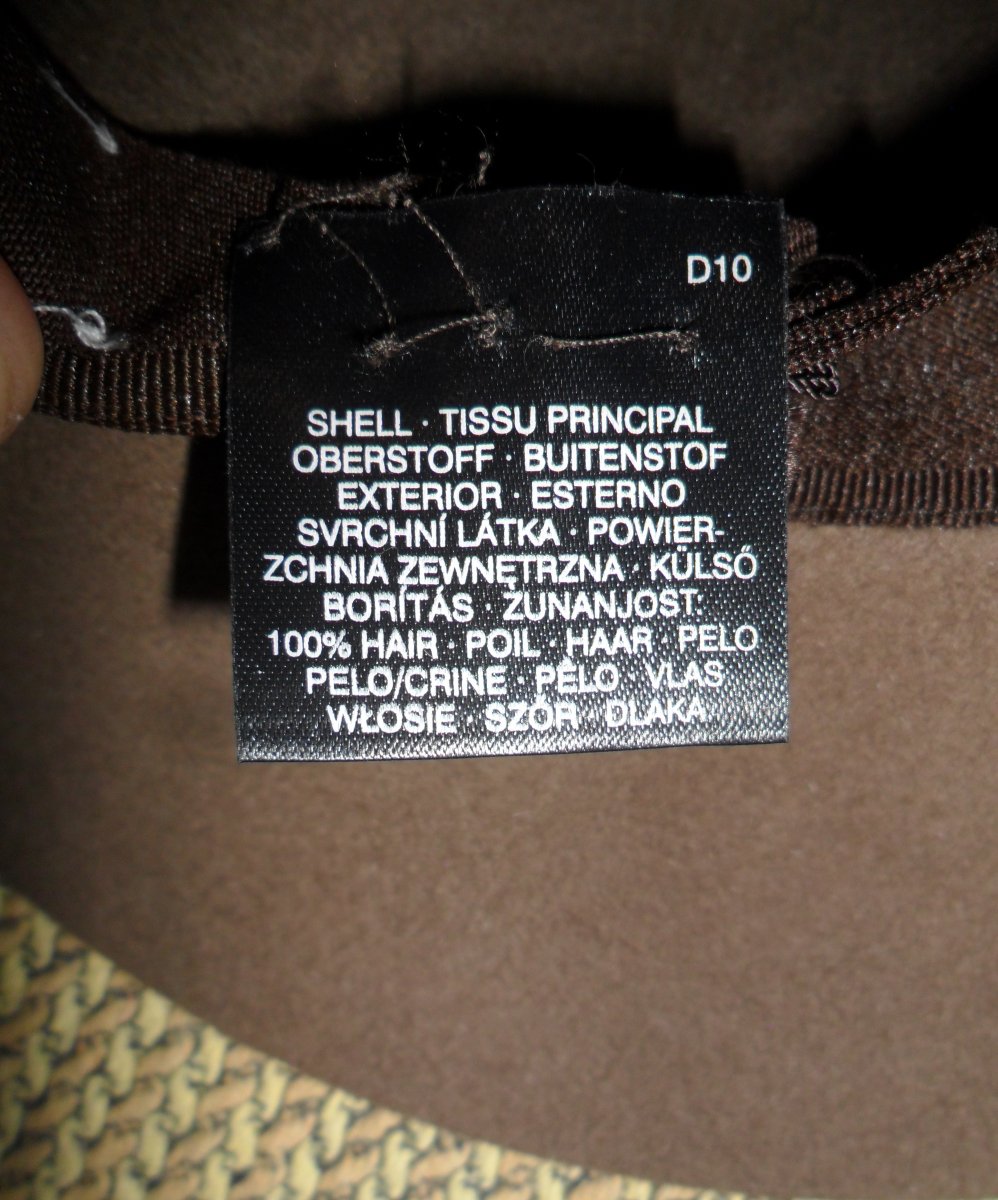 D10
SHELL · TISSU PRINCIPAL
OBERSTOFF · BUITENSTOF
EXTERIOR · ESTERNO
SVRCHNÍ LÁTKA · POWIER-
ZCHNIA ZEWNĘTRZNA · KÜLSŐ
BORÍTÁS · ZUNANJOST:
100% HAIR · POIL · HAAR · PELO
PELO/CRINE · PÊLO · VLAS
WŁOSIE · SZŐR · DLAKA